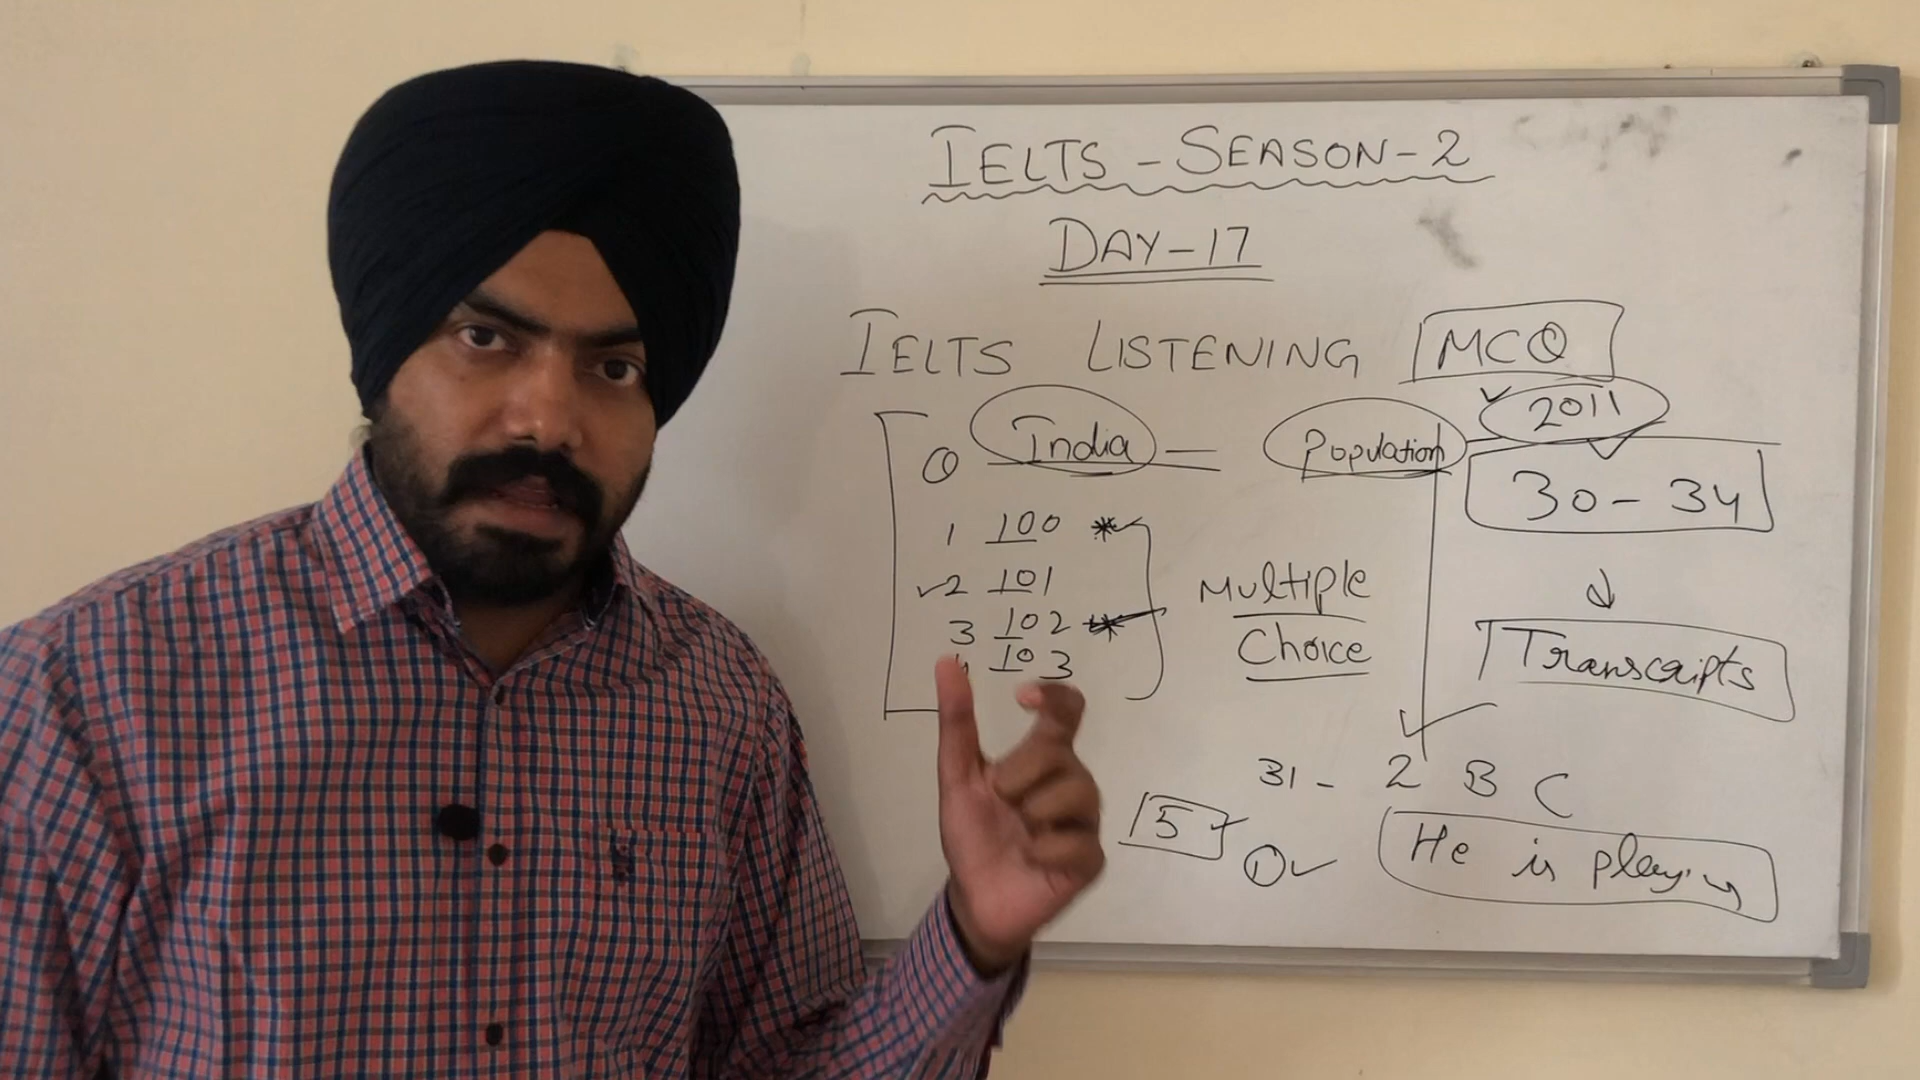 IELTS - SEASON - 2
DAY - 17
IELTS LISTENING MCQ
2011
Q India — Population
30 - 34
1 100
2 101
3 102
103
Multiple
Choice
Transcripts
31 - 2 B C
5
1
He is playing